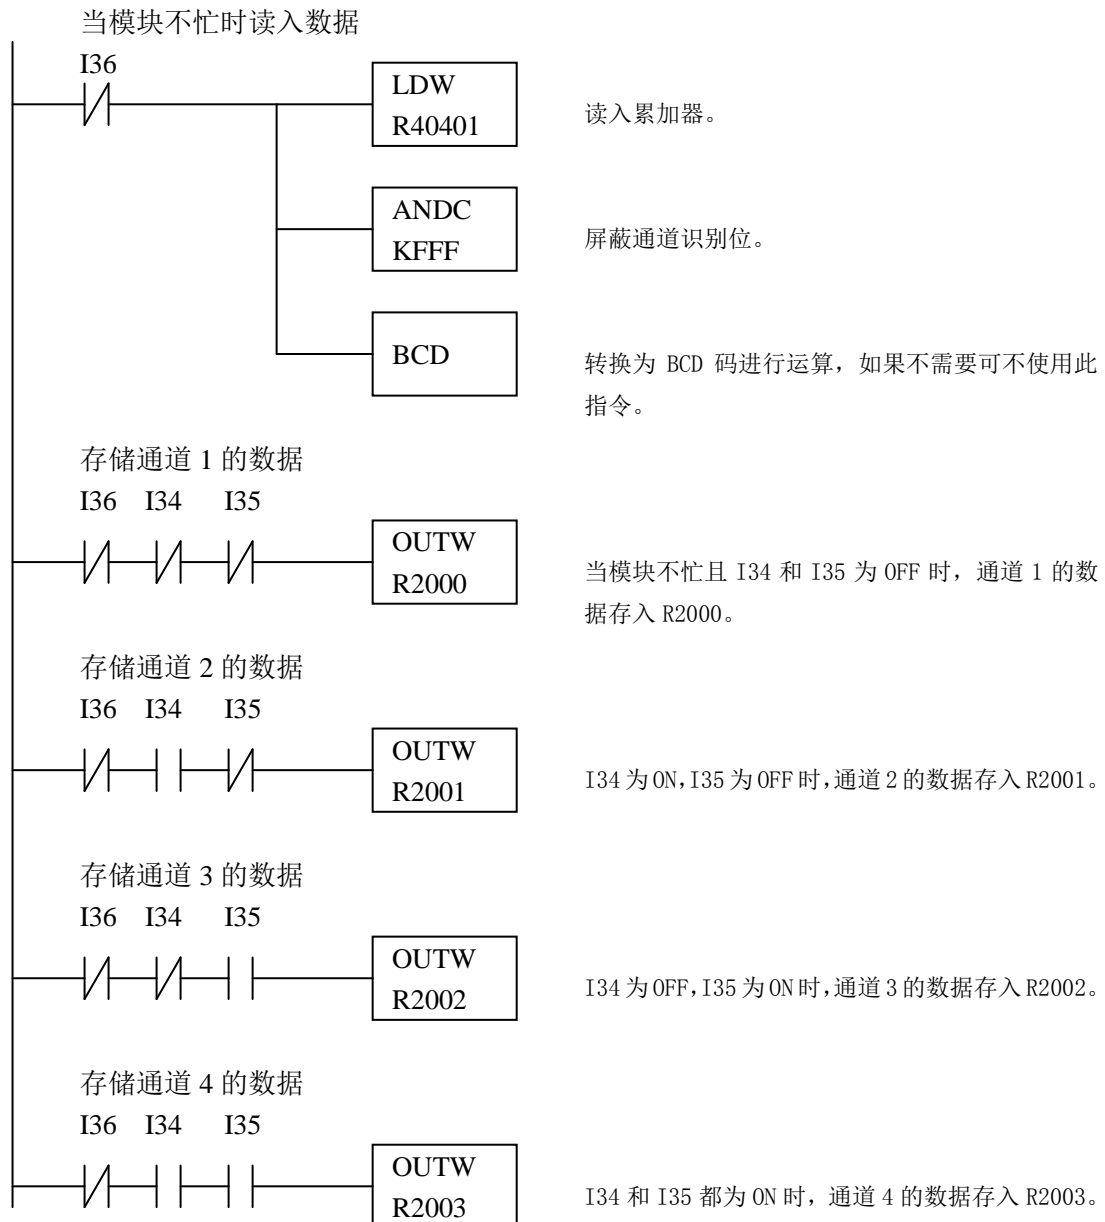 当模块不忙时读入数据
I36
LDW
R40401
读入累加器。
ANDC
KFFF
屏蔽通道识别位。
BCD
转换为 BCD 码进行运算，如果不需要可不使用此
指令。
存储通道 1 的数据
I36 I34 I35
OUTW
R2000
当模块不忙且 I34 和 I35 为 OFF 时，通道 1 的数
据存入 R2000。
存储通道 2 的数据
I36 I34 I35
OUTW
R2001
I34 为 ON,I35 为 OFF 时,通道 2 的数据存入 R2001。
存储通道 3 的数据
I36 I34 I35
OUTW
R2002
I34 为 OFF,I35 为 ON 时,通道 3 的数据存入 R2002。
存储通道 4 的数据
I36 I34 I35
OUTW
R2003
I34 和 I35 都为 ON 时，通道 4 的数据存入 R2003。